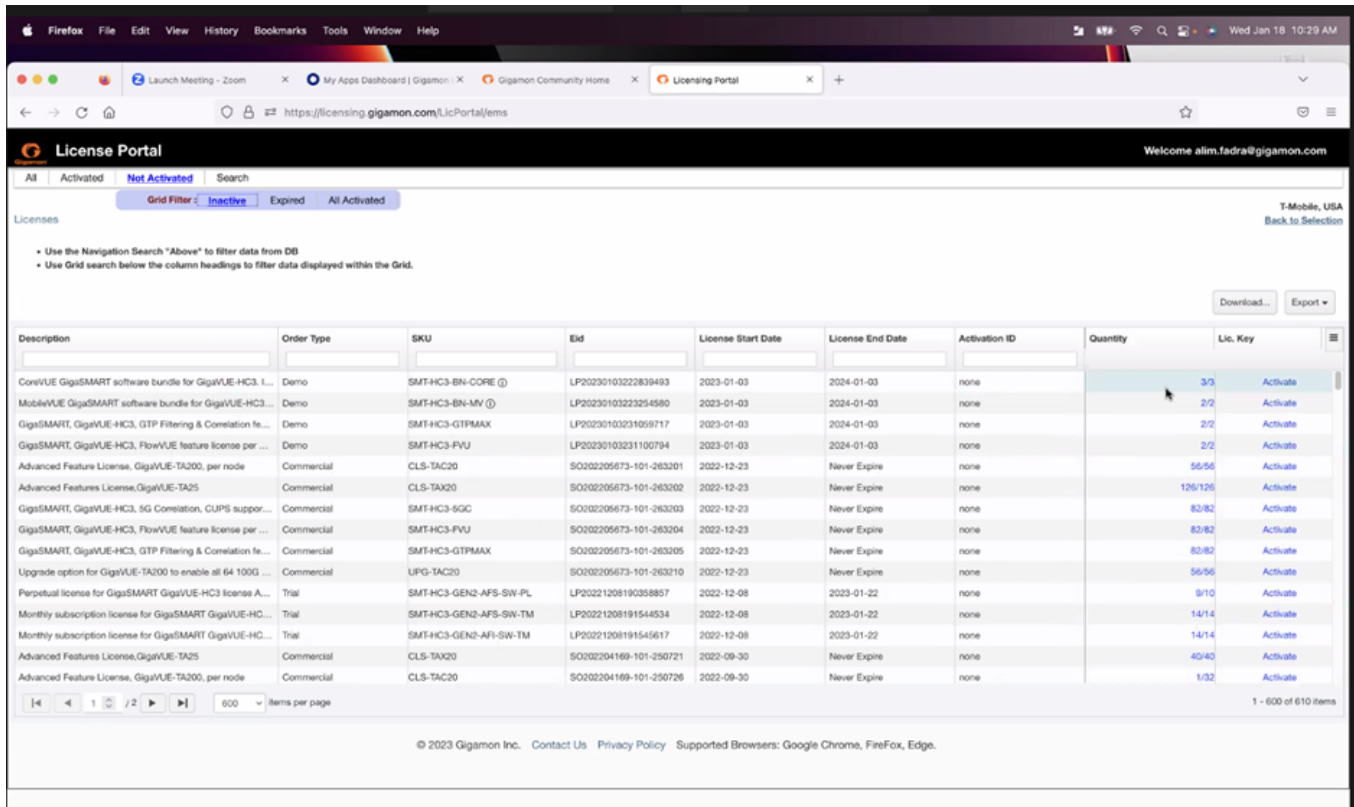 Firefox File Edit View History Bookmarks Tools Window Help Wed Jan 18 10:29 AM
Launch Meeting - Zoom My Apps Dashboard | Gigamon Gigamon Community Home Licensing Portal
https://licensing.gigamon.com/LicPortal/ems
Gigamon License Portal Welcome alim.fadra@gigamon.com
All Activated Not Activated Search
Grid Filter : Inactive Expired All Activated
T-Mobile, USA
Licenses Back to Selection
• Use the Navigation Search "Above" to filter data from DB
• Use Grid search below the column headings to filter data displayed within the Grid.
Download... Export
Description Order Type SKU Eid License Start Date License End Date Activation ID Quantity Lic. Key
CoreVUE GigaSMART software bundle for GigaVUE-HC3. I... Demo SMT-HC3-BN-CORE LP20230103222839493 2023-01-03 2024-01-03 none 3/3 Activate
MobileVUE GigaSMART software bundle for GigaVUE-HC3... Demo SMT-HC3-BN-MV LP20230103223254580 2023-01-03 2024-01-03 none 2/2 Activate
GigaSMART, GigaVUE-HC3, GTP Filtering & Correlation fe... Demo SMT-HC3-GTPMAX LP20230103231059717 2023-01-03 2024-01-03 none 2/2 Activate
GigaSMART, GigaVUE-HC3, FlowVUE feature license per ... Demo SMT-HC3-FVU LP20230103231100794 2023-01-03 2024-01-03 none 2/2 Activate
Advanced Feature License, GigaVUE-TA200, per node Commercial CLS-TAC20 SO202205673-101-263201 2022-12-23 Never Expire none 56/56 Activate
Advanced Features License,GigaVUE-TA25 Commercial CLS-TAX20 SO202205673-101-263202 2022-12-23 Never Expire none 126/126 Activate
GigaSMART, GigaVUE-HC3, 5G Correlation, CUPS suppor... Commercial SMT-HC3-5GC SO202205673-101-263203 2022-12-23 Never Expire none 82/82 Activate
GigaSMART, GigaVUE-HC3, FlowVUE feature license per ... Commercial SMT-HC3-FVU SO202205673-101-263204 2022-12-23 Never Expire none 82/82 Activate
GigaSMART, GigaVUE-HC3, GTP Filtering & Correlation fe... Commercial SMT-HC3-GTPMAX SO202205673-101-263205 2022-12-23 Never Expire none 82/82 Activate
Upgrade option for GigaVUE-TA200 to enable all 64 100G ... Commercial UPG-TAC20 SO202205673-101-263210 2022-12-23 Never Expire none 56/56 Activate
Perpetual license for GigaSMART GigaVUE-HC3 license A... Trial SMT-HC3-GEN2-AFS-SW-PL LP20221208190358857 2022-12-08 2023-01-22 none 9/10 Activate
Monthly subscription license for GigaSMART GigaVUE-HC... Trial SMT-HC3-GEN2-AFS-SW-TM LP20221208191544534 2022-12-08 2023-01-22 none 14/14 Activate
Monthly subscription license for GigaSMART GigaVUE-HC... Trial SMT-HC3-GEN2-AFI-SW-TM LP20221208191545617 2022-12-08 2023-01-22 none 14/14 Activate
Advanced Features License,GigaVUE-TA25 Commercial CLS-TAX20 SO202204169-101-250721 2022-09-30 Never Expire none 40/40 Activate
Advanced Feature License, GigaVUE-TA200, per node Commercial CLS-TAC20 SO202204169-101-250726 2022-09-30 Never Expire none 1/32 Activate
1 /2 600 items per page 1 - 600 of 610 items
© 2023 Gigamon Inc. Contact Us Privacy Policy Supported Browsers: Google Chrome, FireFox, Edge.